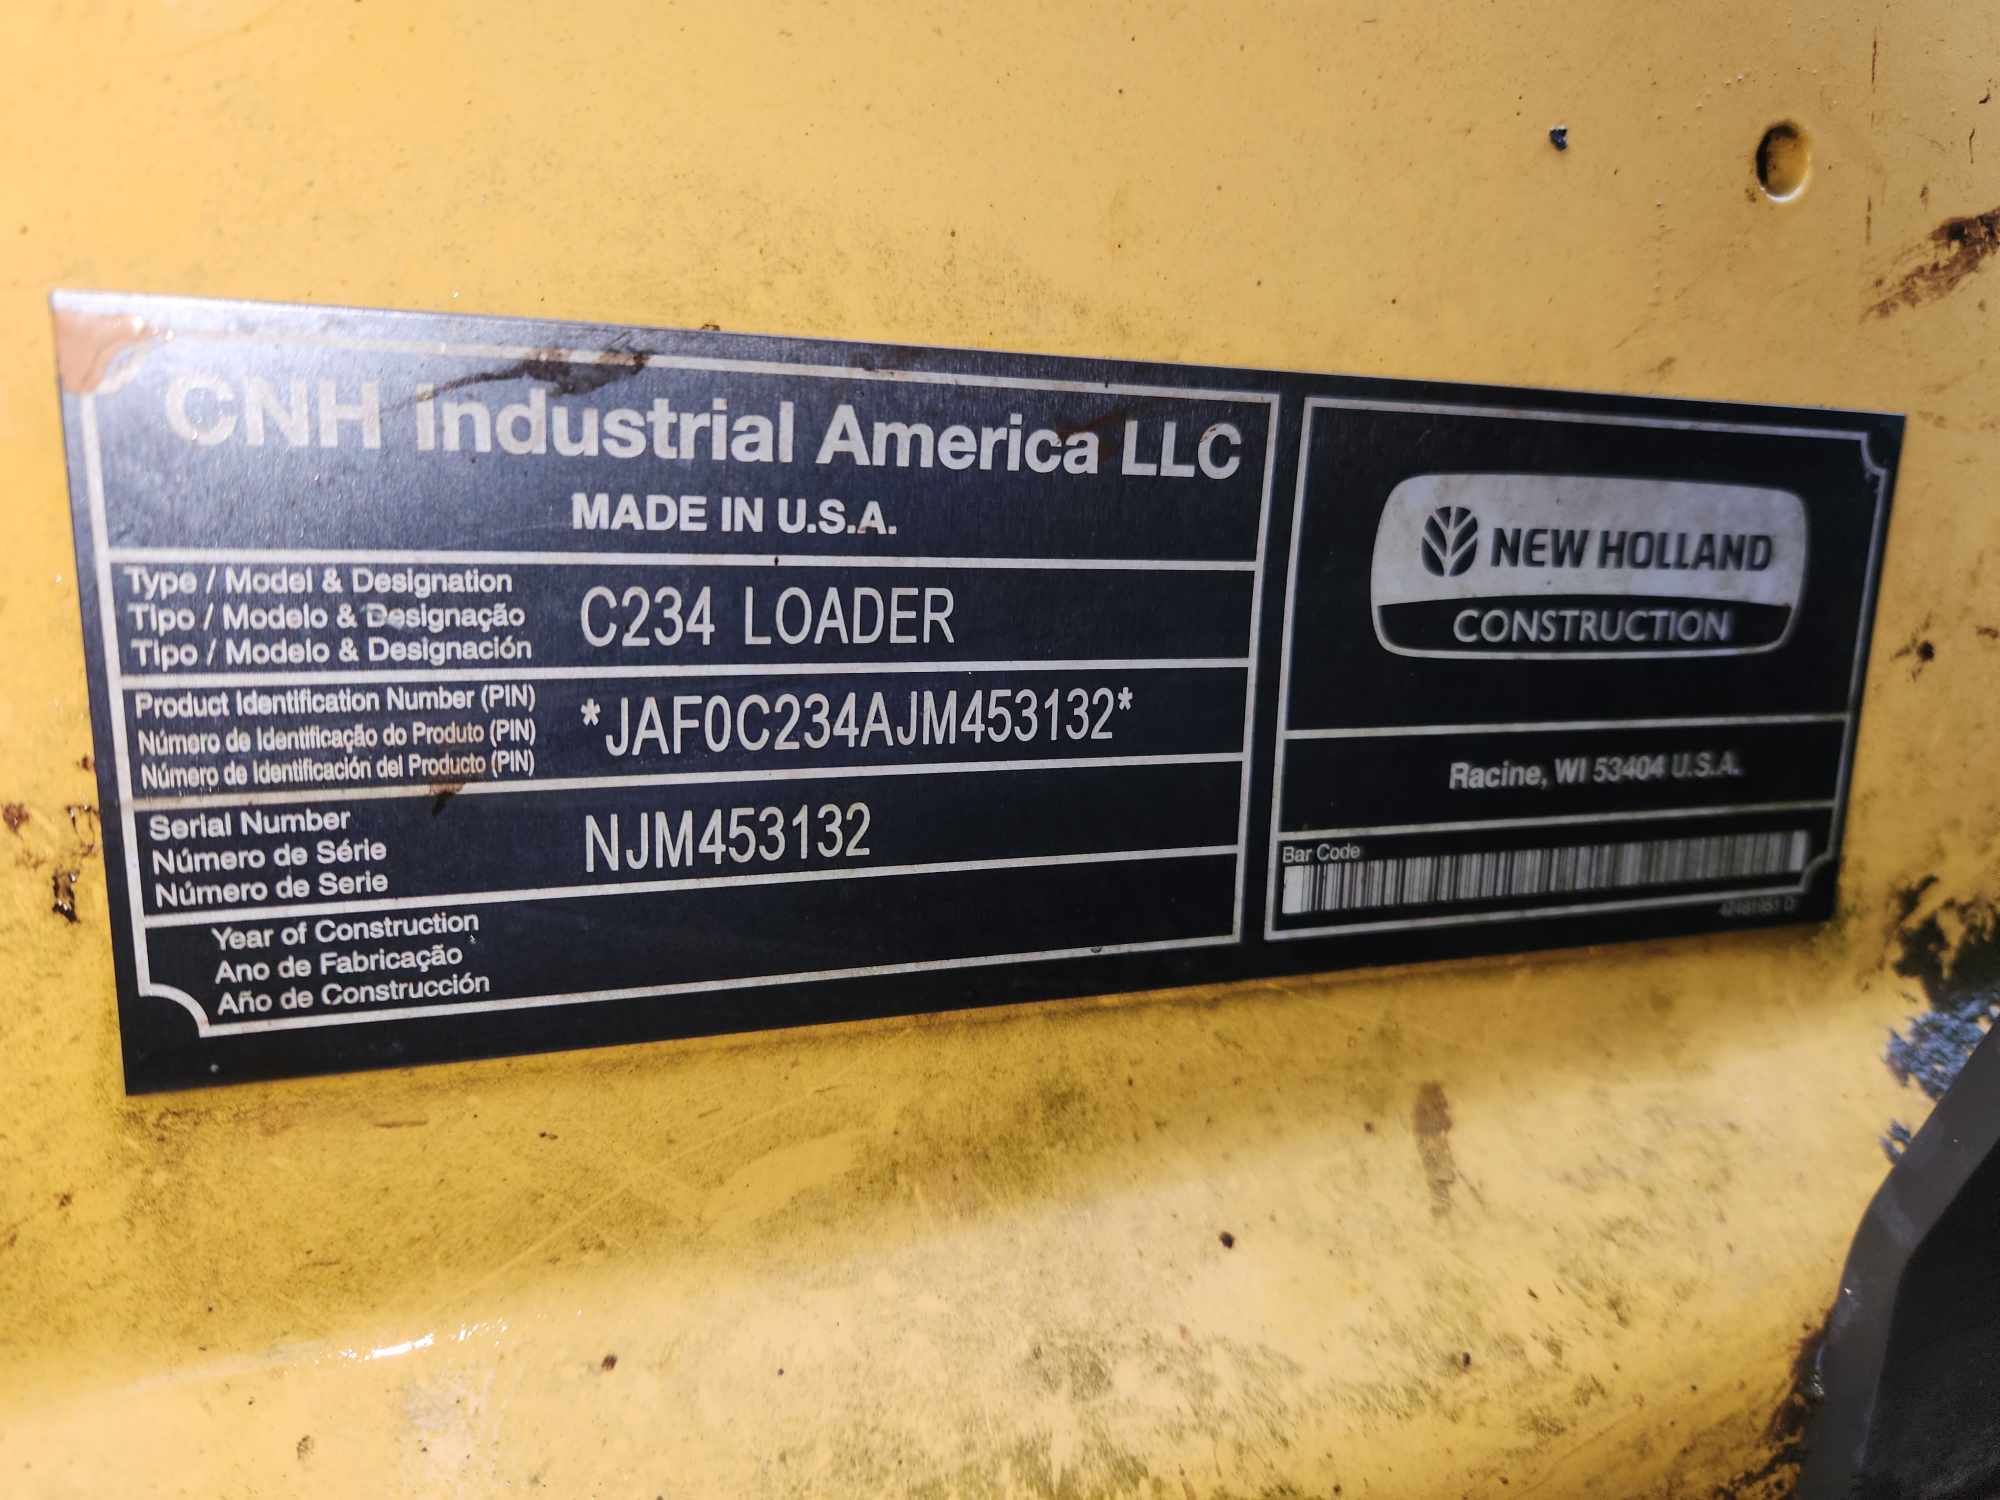 CNH Industrial America LLC
MADE IN U.S.A.
Type / Model & Designation
Tipo / Modelo & Designação
Tipo / Modelo & Designación
C234 LOADER
Product Identification Number (PIN)
Número de Identificação do Produto (PIN)
Número de Identificación del Producto (PIN)
*JAF0C234AJM453132*
Serial Number
Número de Série
Número de Serie
NJM453132
Year of Construction
Ano de Fabricação
Año de Construcción
NEW HOLLAND
CONSTRUCTION
Racine, WI 53404 U.S.A.
Bar Code